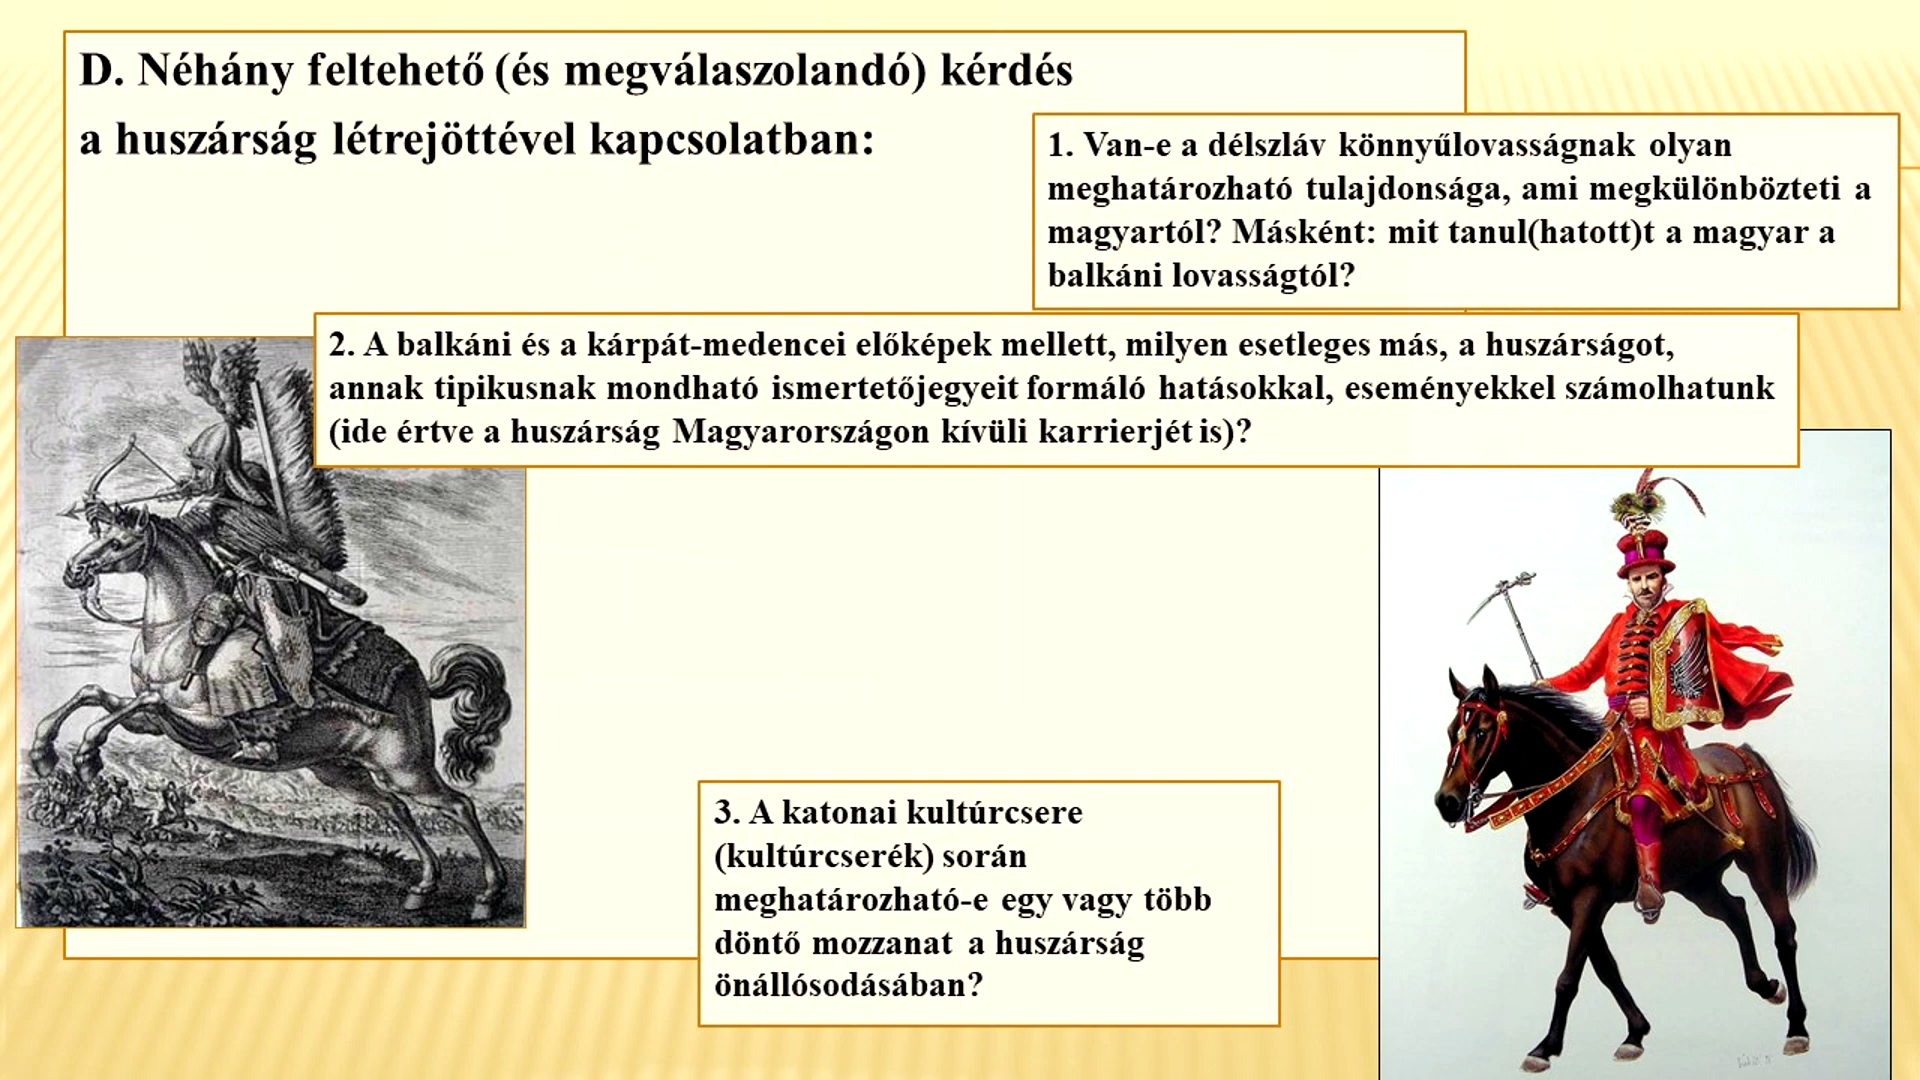 D. Néhány feltehető (és megválaszolandó) kérdés
a huszárság létrejöttével kapcsolatban:
1. Van-e a délszláv könnyűlovasságnak olyan
meghatározható tulajdonsága, ami megkülönbözteti a
magyartól? Másként: mit tanul(hatott)t a magyar a
balkáni lovasságtól?
2. A balkáni és a kárpát-medencei előképek mellett, milyen esetleges más, a huszárságot,
annak tipikusnak mondható ismertetőjegyeit formáló hatásokkal, eseményekkel számolhatunk
(ide értve a huszárság Magyarországon kívüli karrierjét is)?
3. A katonai kultúrcsere
(kultúrcserék) során
meghatározható-e egy vagy több
döntő mozzanat a huszárság
önállósodásában?